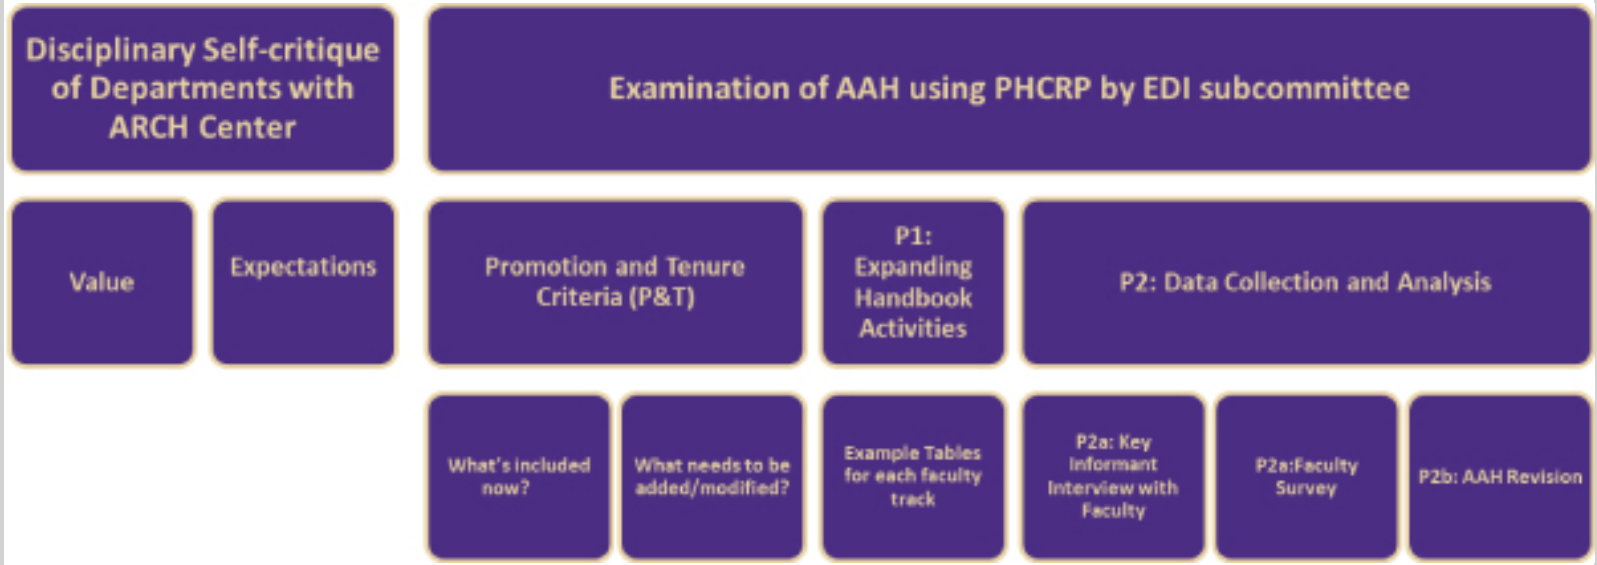 Disciplinary Self-critique
of Departments with
ARCH Center
Examination of AAH using PHCRP by EDI subcommittee
Value
Expectations
Promotion and Tenure
Criteria (P&T)
P1:
Expanding
Handbook
Activities
P2: Data Collection and Analysis
What's included
now?
What needs to be
added/modified?
Example Tables
for each faculty
track
P2a: Key
Informant
Interview with
Faculty
P2a:Faculty
Survey
P2b: AAH Revision